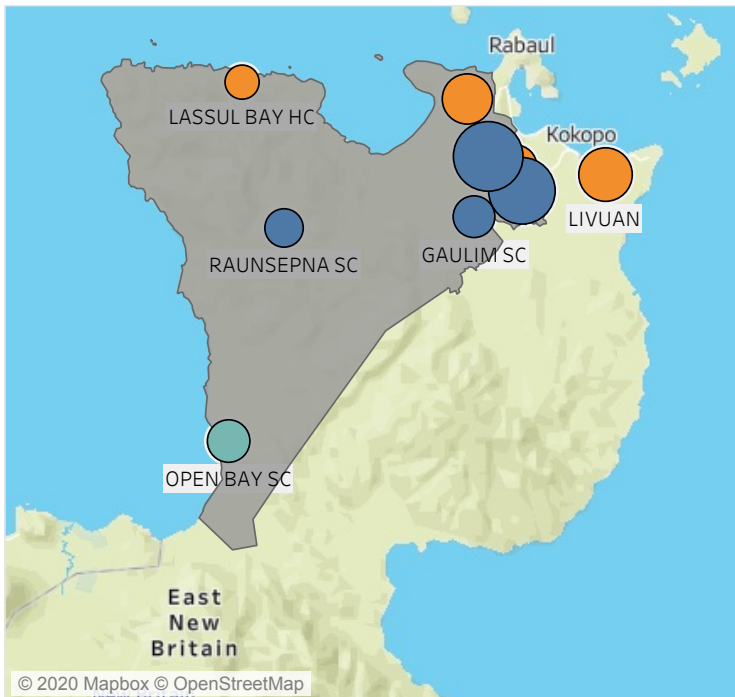 Rabaul
LASSUL BAY HC
Kokopo
LIVUAN
GAULIM SC
RAUNSEPNA SC
OPEN BAY SC
East
New
Britain
© 2020 Mapbox © OpenStreetMap